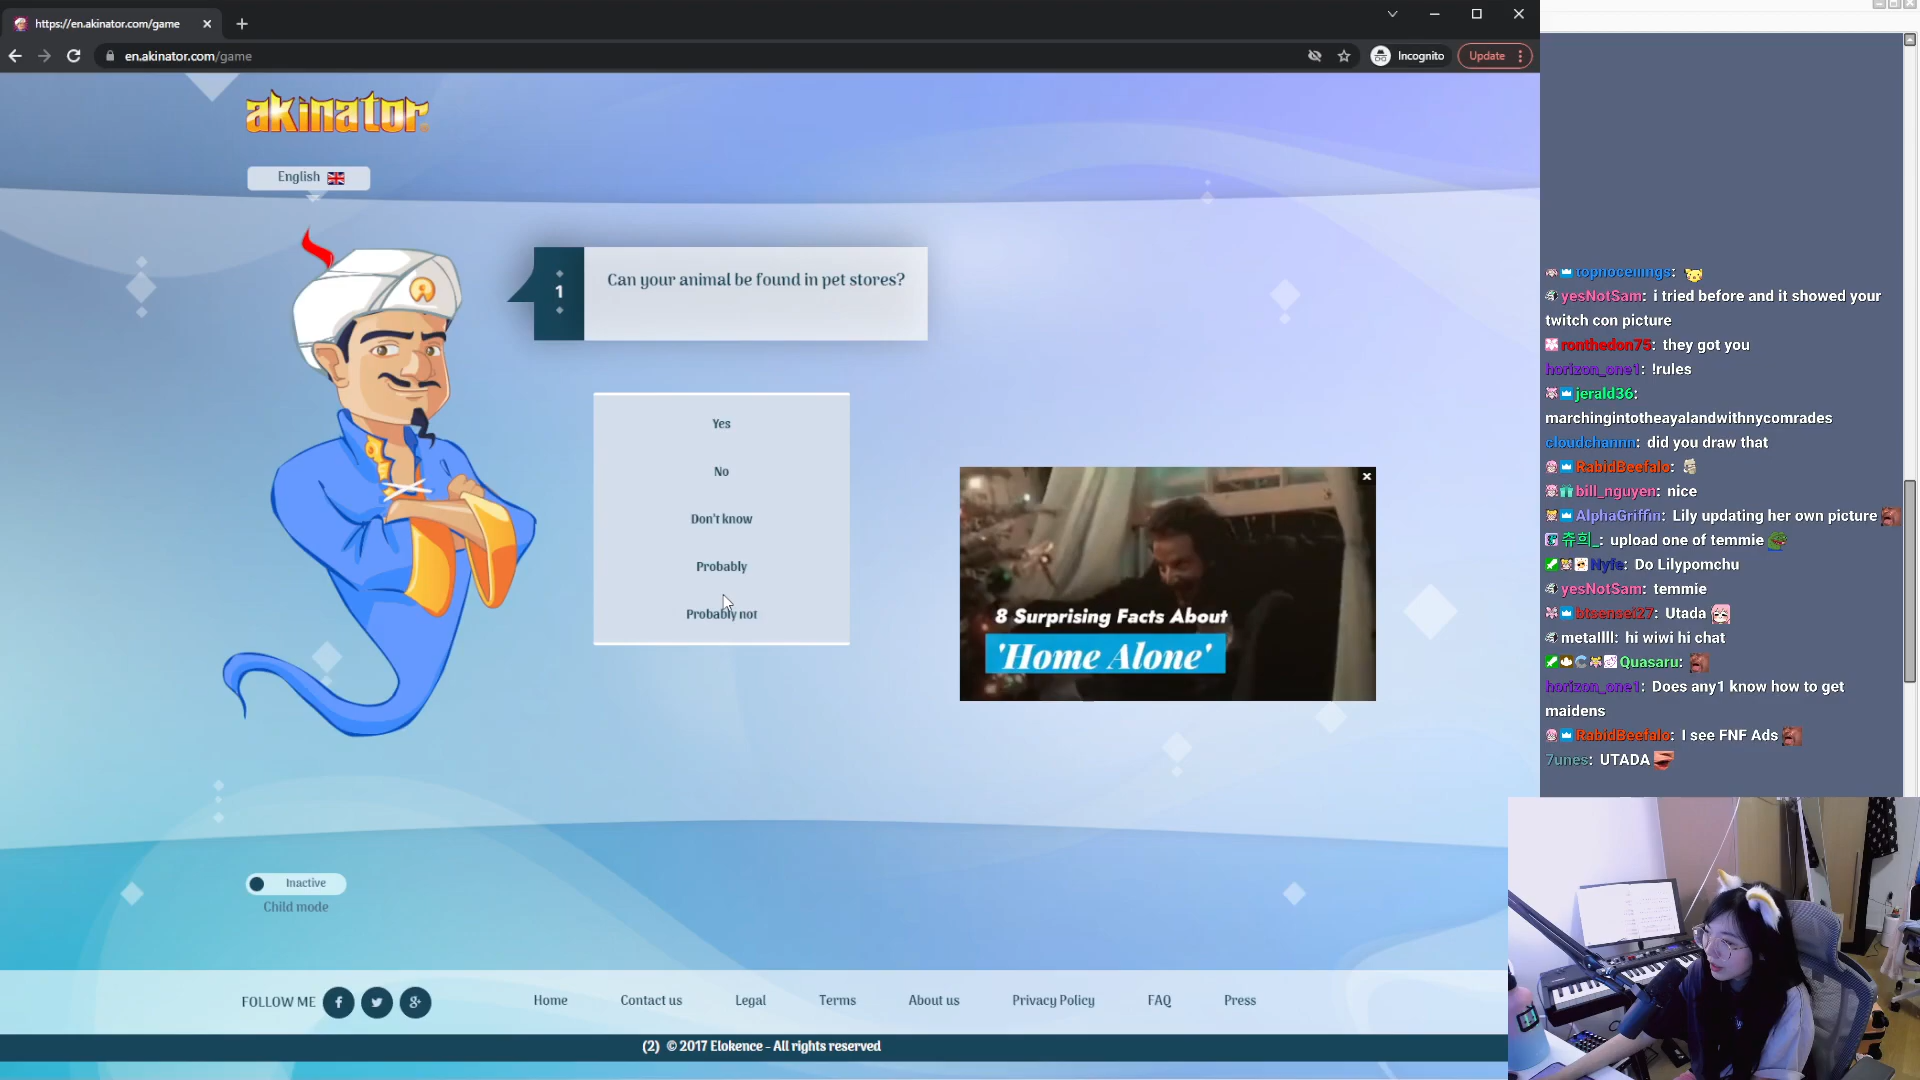 https://en.akinator.com/game
en.akinator.com/game
Incognito
Update
akinator
English
1
Can your animal be found in pet stores?
Yes
No
Don't know
Probably
Probably not
8 Surprising Facts About
'Home Alone'
Inactive
Child mode
FOLLOW ME
Home
Contact us
Legal
Terms
About us
Privacy Policy
FAQ
Press
(2) © 2017 Elokence - All rights reserved
topnoceilings:
yesNotSam: i tried before and it showed your
twitch con picture
ronthedon75: they got you
horizon_one1: !rules
jerald36:
marchingintotheayalandwithnycomrades
cloudchannn: did you draw that
RabidBeefalo:
bill_nguyen: nice
AlphaGriffin: Lily updating her own picture
츄희_: upload one of temmie
Nyfe: Do Lilypomchu
yesNotSam: temmie
btsensei27: Utada
metallll: hi wiwi hi chat
Quasaru:
horizon_one1: Does any1 know how to get
maidens
RabidBeefalo: I see FNF Ads
7unes: UTADA